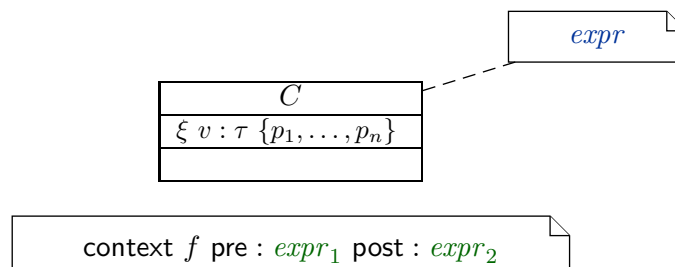 expr
C
ξ v : τ {p₁, . . . , pₙ}
context f pre : expr₁ post : expr₂